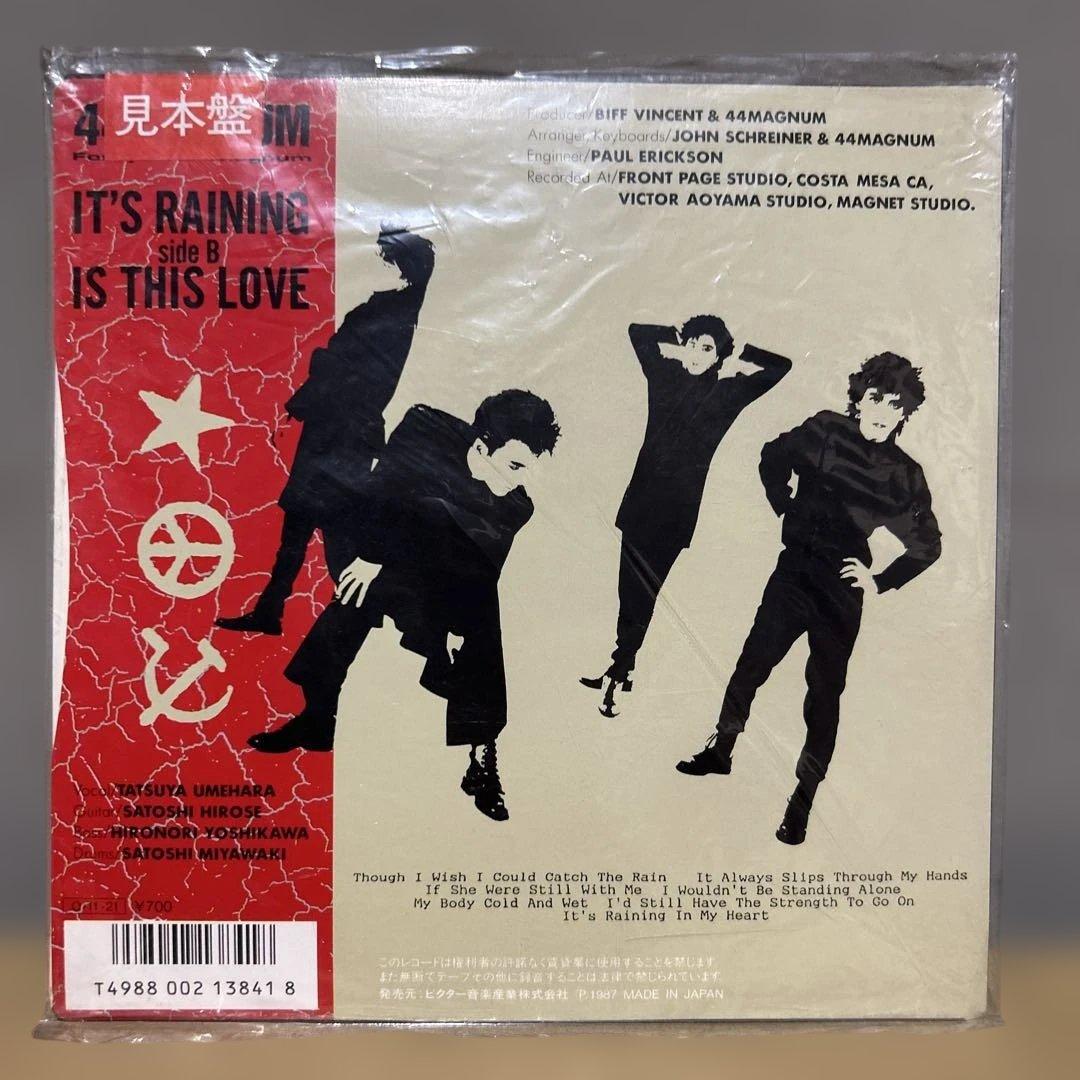 見本盤
IT'S RAINING
side B
IS THIS LOVE
Producer/BIFF VINCENT & 44MAGNUM
Arranger, Keyboards/JOHN SCHREINER & 44MAGNUM
Engineer/PAUL ERICKSON
Recorded At/FRONT PAGE STUDIO, COSTA MESA CA,
VICTOR AOYAMA STUDIO, MAGNET STUDIO.
Vocal/TATSUYA UMEHARA
Guitar/SATOSHI HIROSE
Bass/HIRONORI YOSHIKAWA
Drums/SATOSHI MIYAWAKI
¥700
T4988 002 13841 8
Though I Wish I Could Catch The Rain It Always Slips Through My Hands
If She Were Still With Me I Wouldn't Be Standing Alone
My Body Cold And Wet I'd Still Have The Strength To Go On
It's Raining In My Heart
このレコードは権利者の許諾なく賃貸業に使用することを禁じます。
また無断でテープその他に録音することは法律で禁じられています。
発売元：ビクター音楽産業株式会社 Ⓟ1987 MADE IN JAPAN